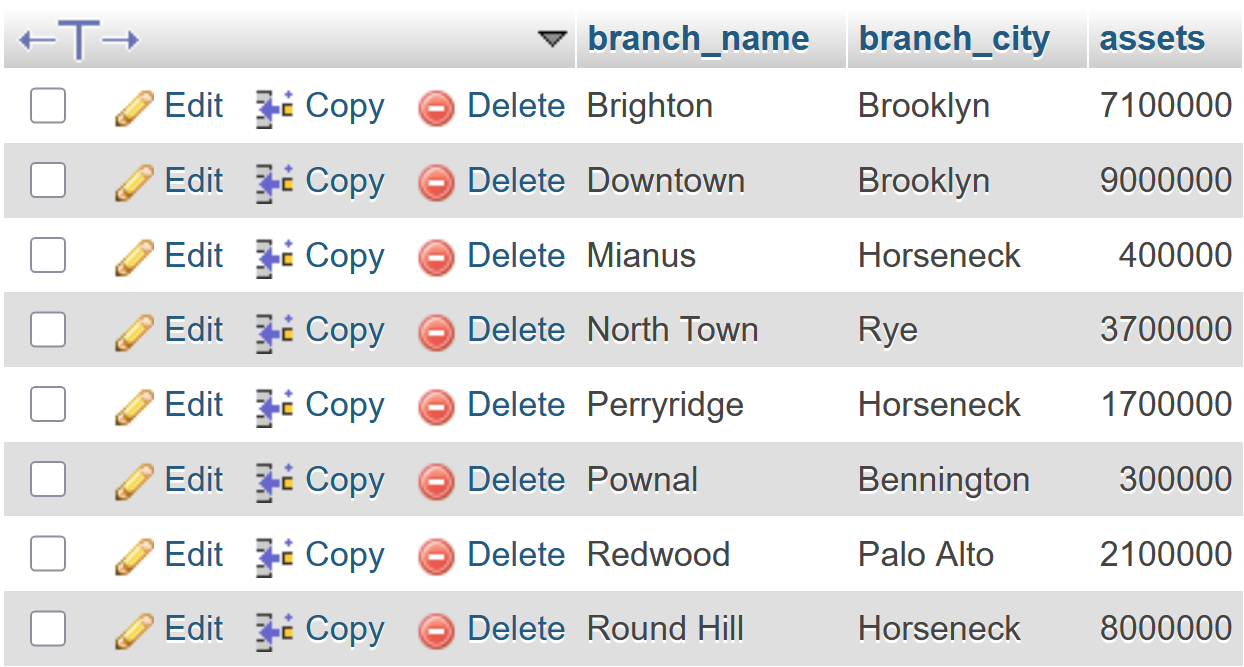 branch_name branch_city assets
Edit Copy Delete Brighton Brooklyn 7100000
Edit Copy Delete Downtown Brooklyn 9000000
Edit Copy Delete Mianus Horseneck 400000
Edit Copy Delete North Town Rye 3700000
Edit Copy Delete Perryridge Horseneck 1700000
Edit Copy Delete Pownal Bennington 300000
Edit Copy Delete Redwood Palo Alto 2100000
Edit Copy Delete Round Hill Horseneck 8000000